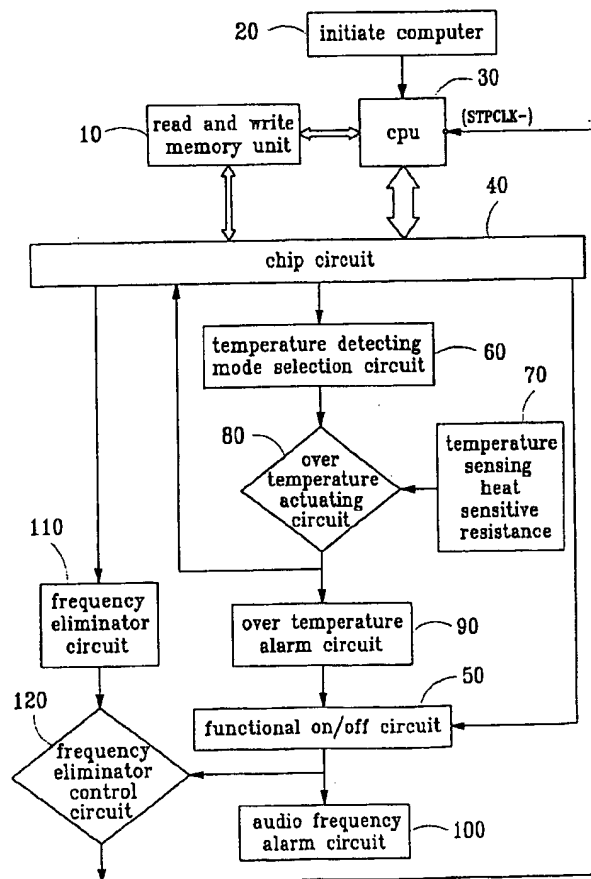 20
initiate computer
30
10
read and write
memory unit
cpu
(STPCLK-)
40
chip circuit
temperature detecting
mode selection circuit
60
70
80
over
temperature
actuating
circuit
temperature
sensing
heat
sensitive
resistance
110
frequency
eliminator
circuit
over temperature
alarm circuit
90
50
120
functional on/off circuit
frequency
eliminator
control
circuit
audio frequency
alarm circuit
100